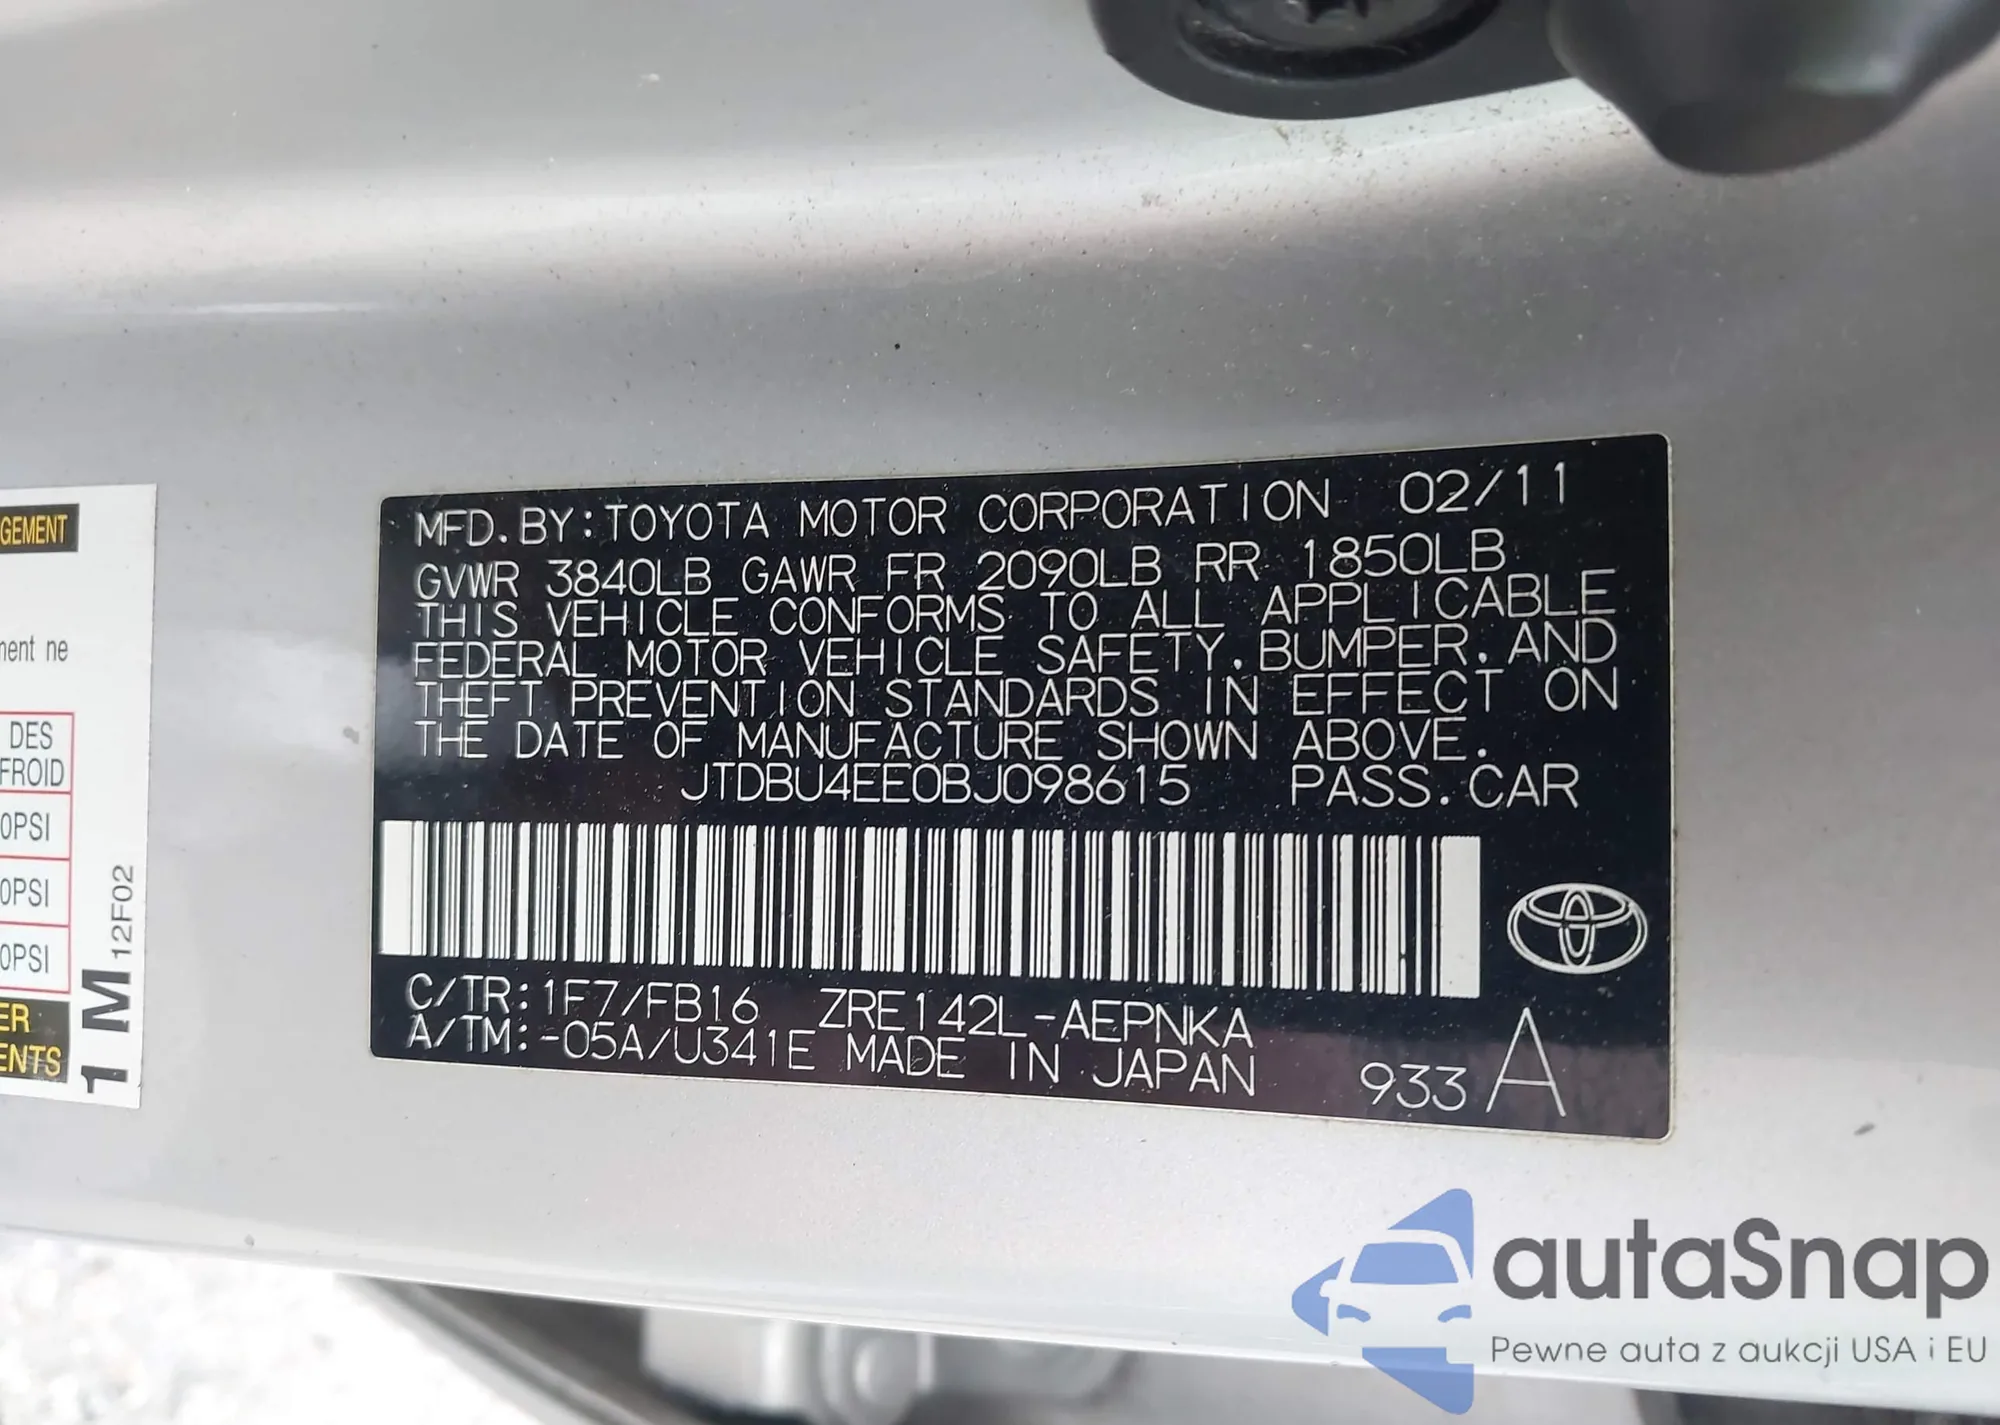 MFD.BY:TOYOTA MOTOR CORPORATION 02/11
GVWR 3840LB GAWR FR 2090LB RR 1850LB
THIS VEHICLE CONFORMS TO ALL APPLICABLE
FEDERAL MOTOR VEHICLE SAFETY, BUMPER, AND
THEFT PREVENTION STANDARDS IN EFFECT ON
THE DATE OF MANUFACTURE SHOWN ABOVE.
JTDBU4EE0BJ098615 PASS.CAR
C/TR:1F7/FB16 ZRE142L-AEPNKA
A/TM:-05A/U341E MADE IN JAPAN
933 A
GEMENT
ment ne
DES
FROID
0PSI
0PSI
0PSI
ER
ENTS
1M 12F02
autaSnap
Pewne auta z aukcji USA i EU